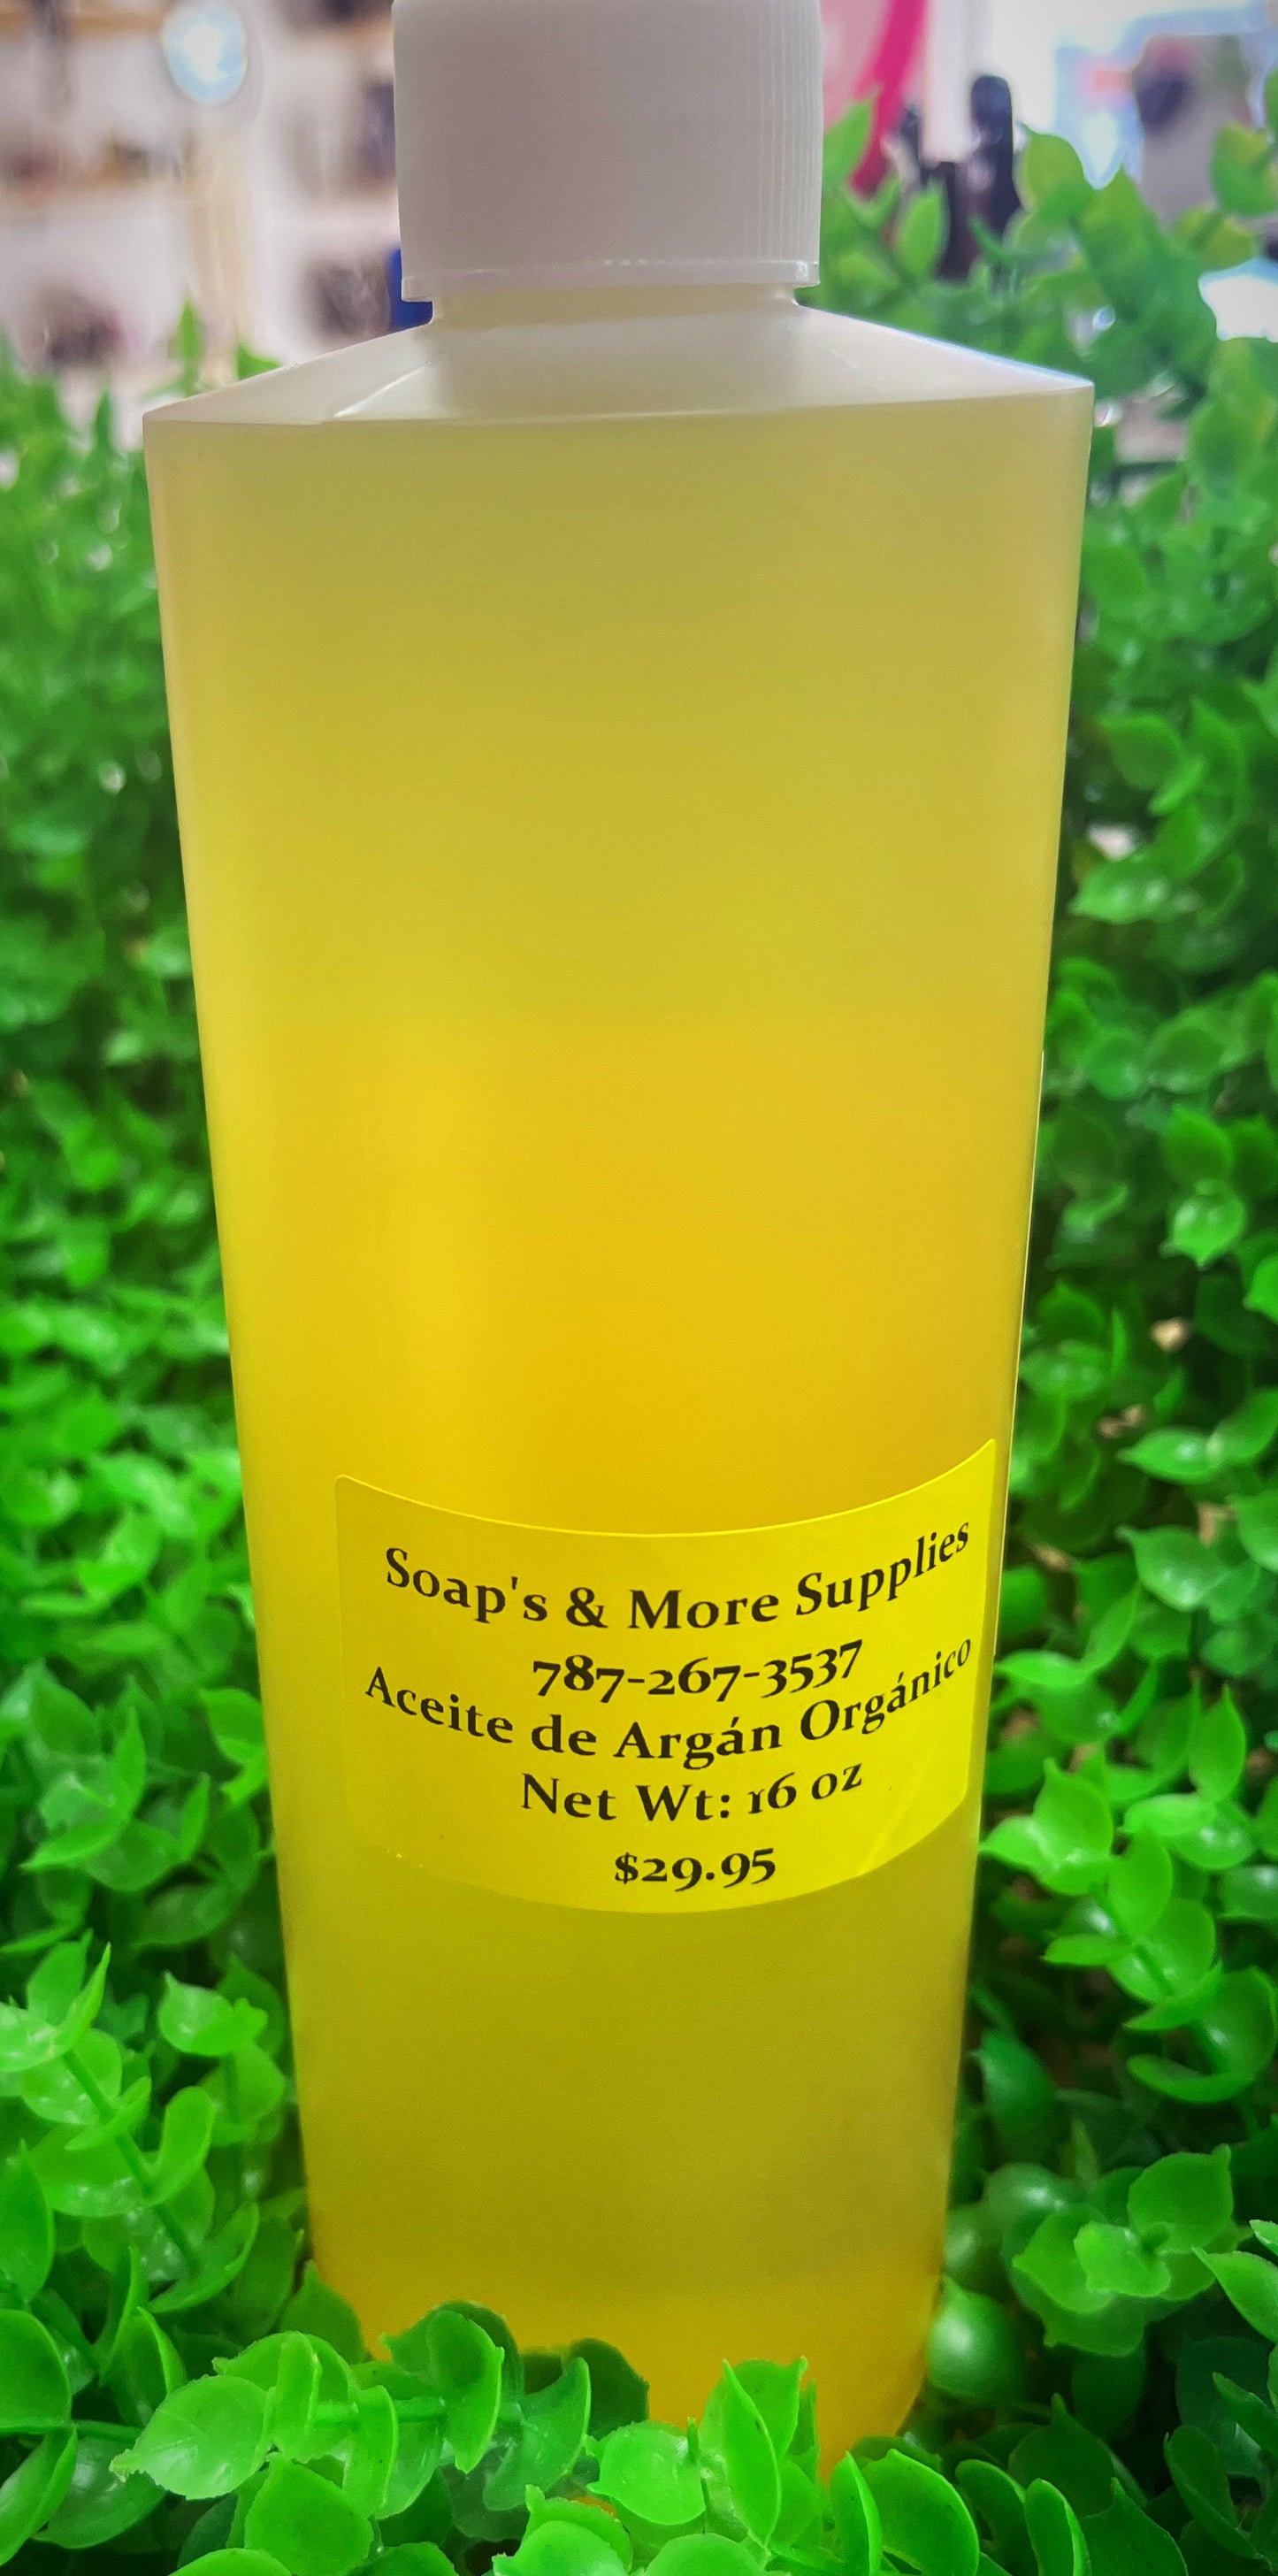 Soap's & More Supplies
787-267-3537
Aceite de Argán Orgánico
Net Wt: 16 oz
$29.95